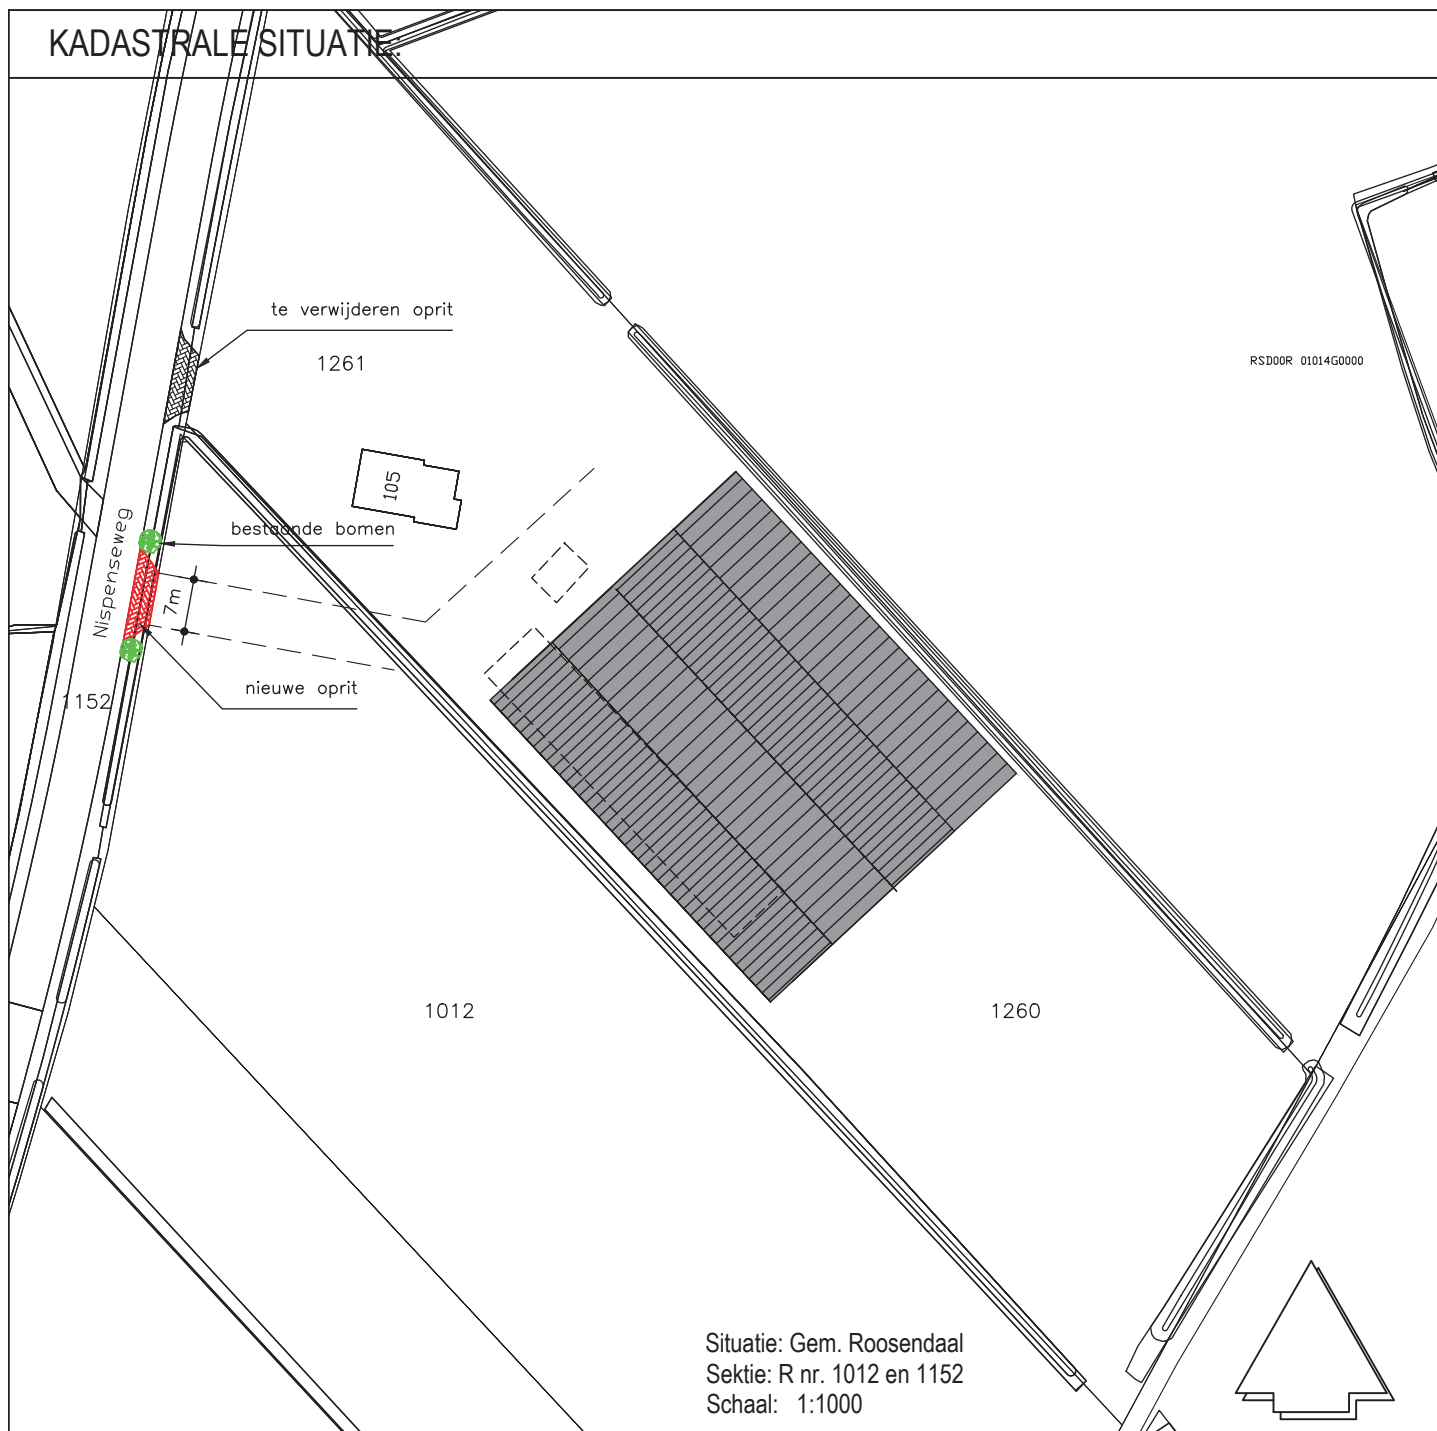 KADASTRALE SITUATIE:
te verwijderen oprit
1261
RSD00R 01014G0000
105
bestaande bomen
Nispenseweg
7m
nieuwe oprit
1152
1012
1260
Situatie: Gem. Roosendaal
Sektie: R nr. 1012 en 1152
Schaal: 1:1000